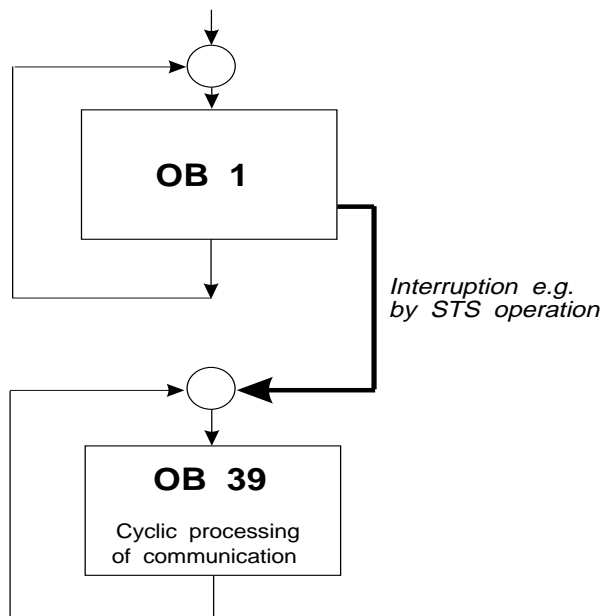 OB 1
Interruption e.g.
by STS operation
OB 39
Cyclic processing
of communication